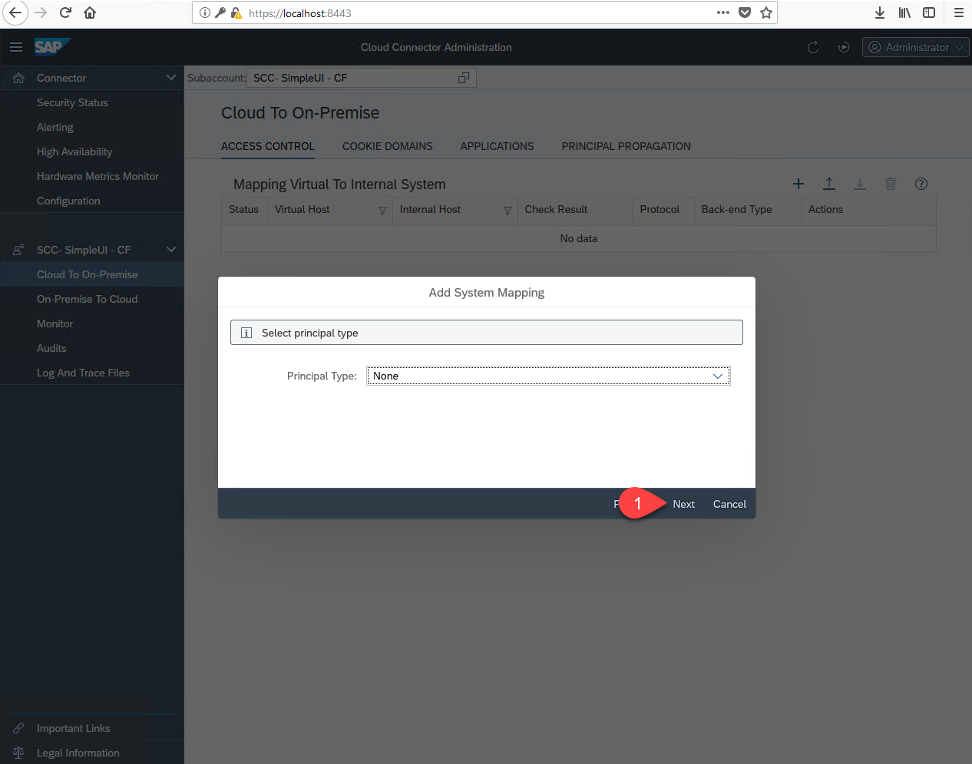 https://localhost:8443
SAP
Cloud Connector Administration
Administrator
Connector
Security Status
Alerting
High Availability
Hardware Metrics Monitor
Configuration
SCC- SimpleUI - CF
Cloud To On-Premise
On-Premise To Cloud
Monitor
Audits
Log And Trace Files
Important Links
Legal Information
Subaccount: SCC- SimpleUI - CF
Cloud To On-Premise
ACCESS CONTROL COOKIE DOMAINS APPLICATIONS PRINCIPAL PROPAGATION
Mapping Virtual To Internal System
Status Virtual Host Internal Host Check Result Protocol Back-end Type Actions
No data
Add System Mapping
Select principal type
Principal Type: None
1 Next Cancel